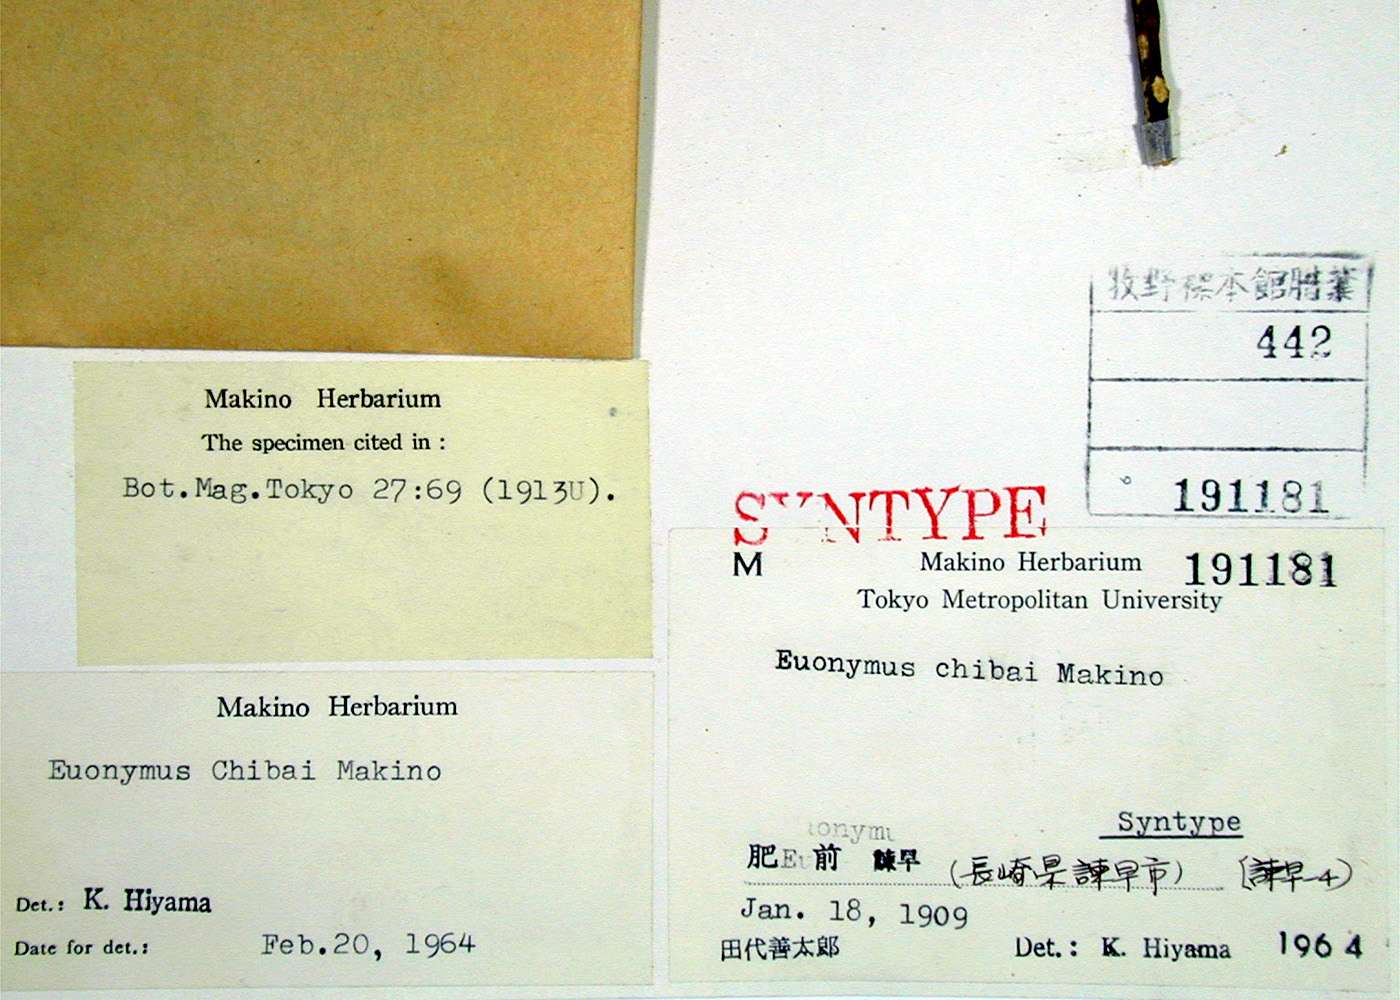 牧野標本館腊葉
442
191181
Makino Herbarium
The specimen cited in :
Bot.Mag.Tokyo 27:69 (1913U).
Makino Herbarium
Euonymus Chibai Makino
Det.: K. Hiyama
Date for det.: Feb.20, 1964
SYNTYPE
M Makino Herbarium 191181
Tokyo Metropolitan University
Euonymus chibai Makino
Syntype
肥前 諫早 (長崎県諫早市) (諫早-4)
Jan. 18, 1909
田代善太郎 Det.: K. Hiyama 1964